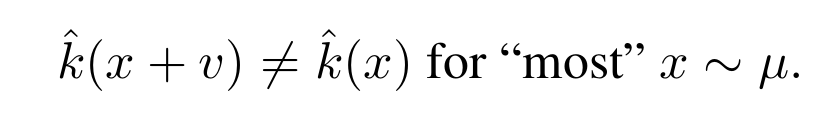 k̂(x + v) ≠ k̂(x) for “most” x ∼ μ.